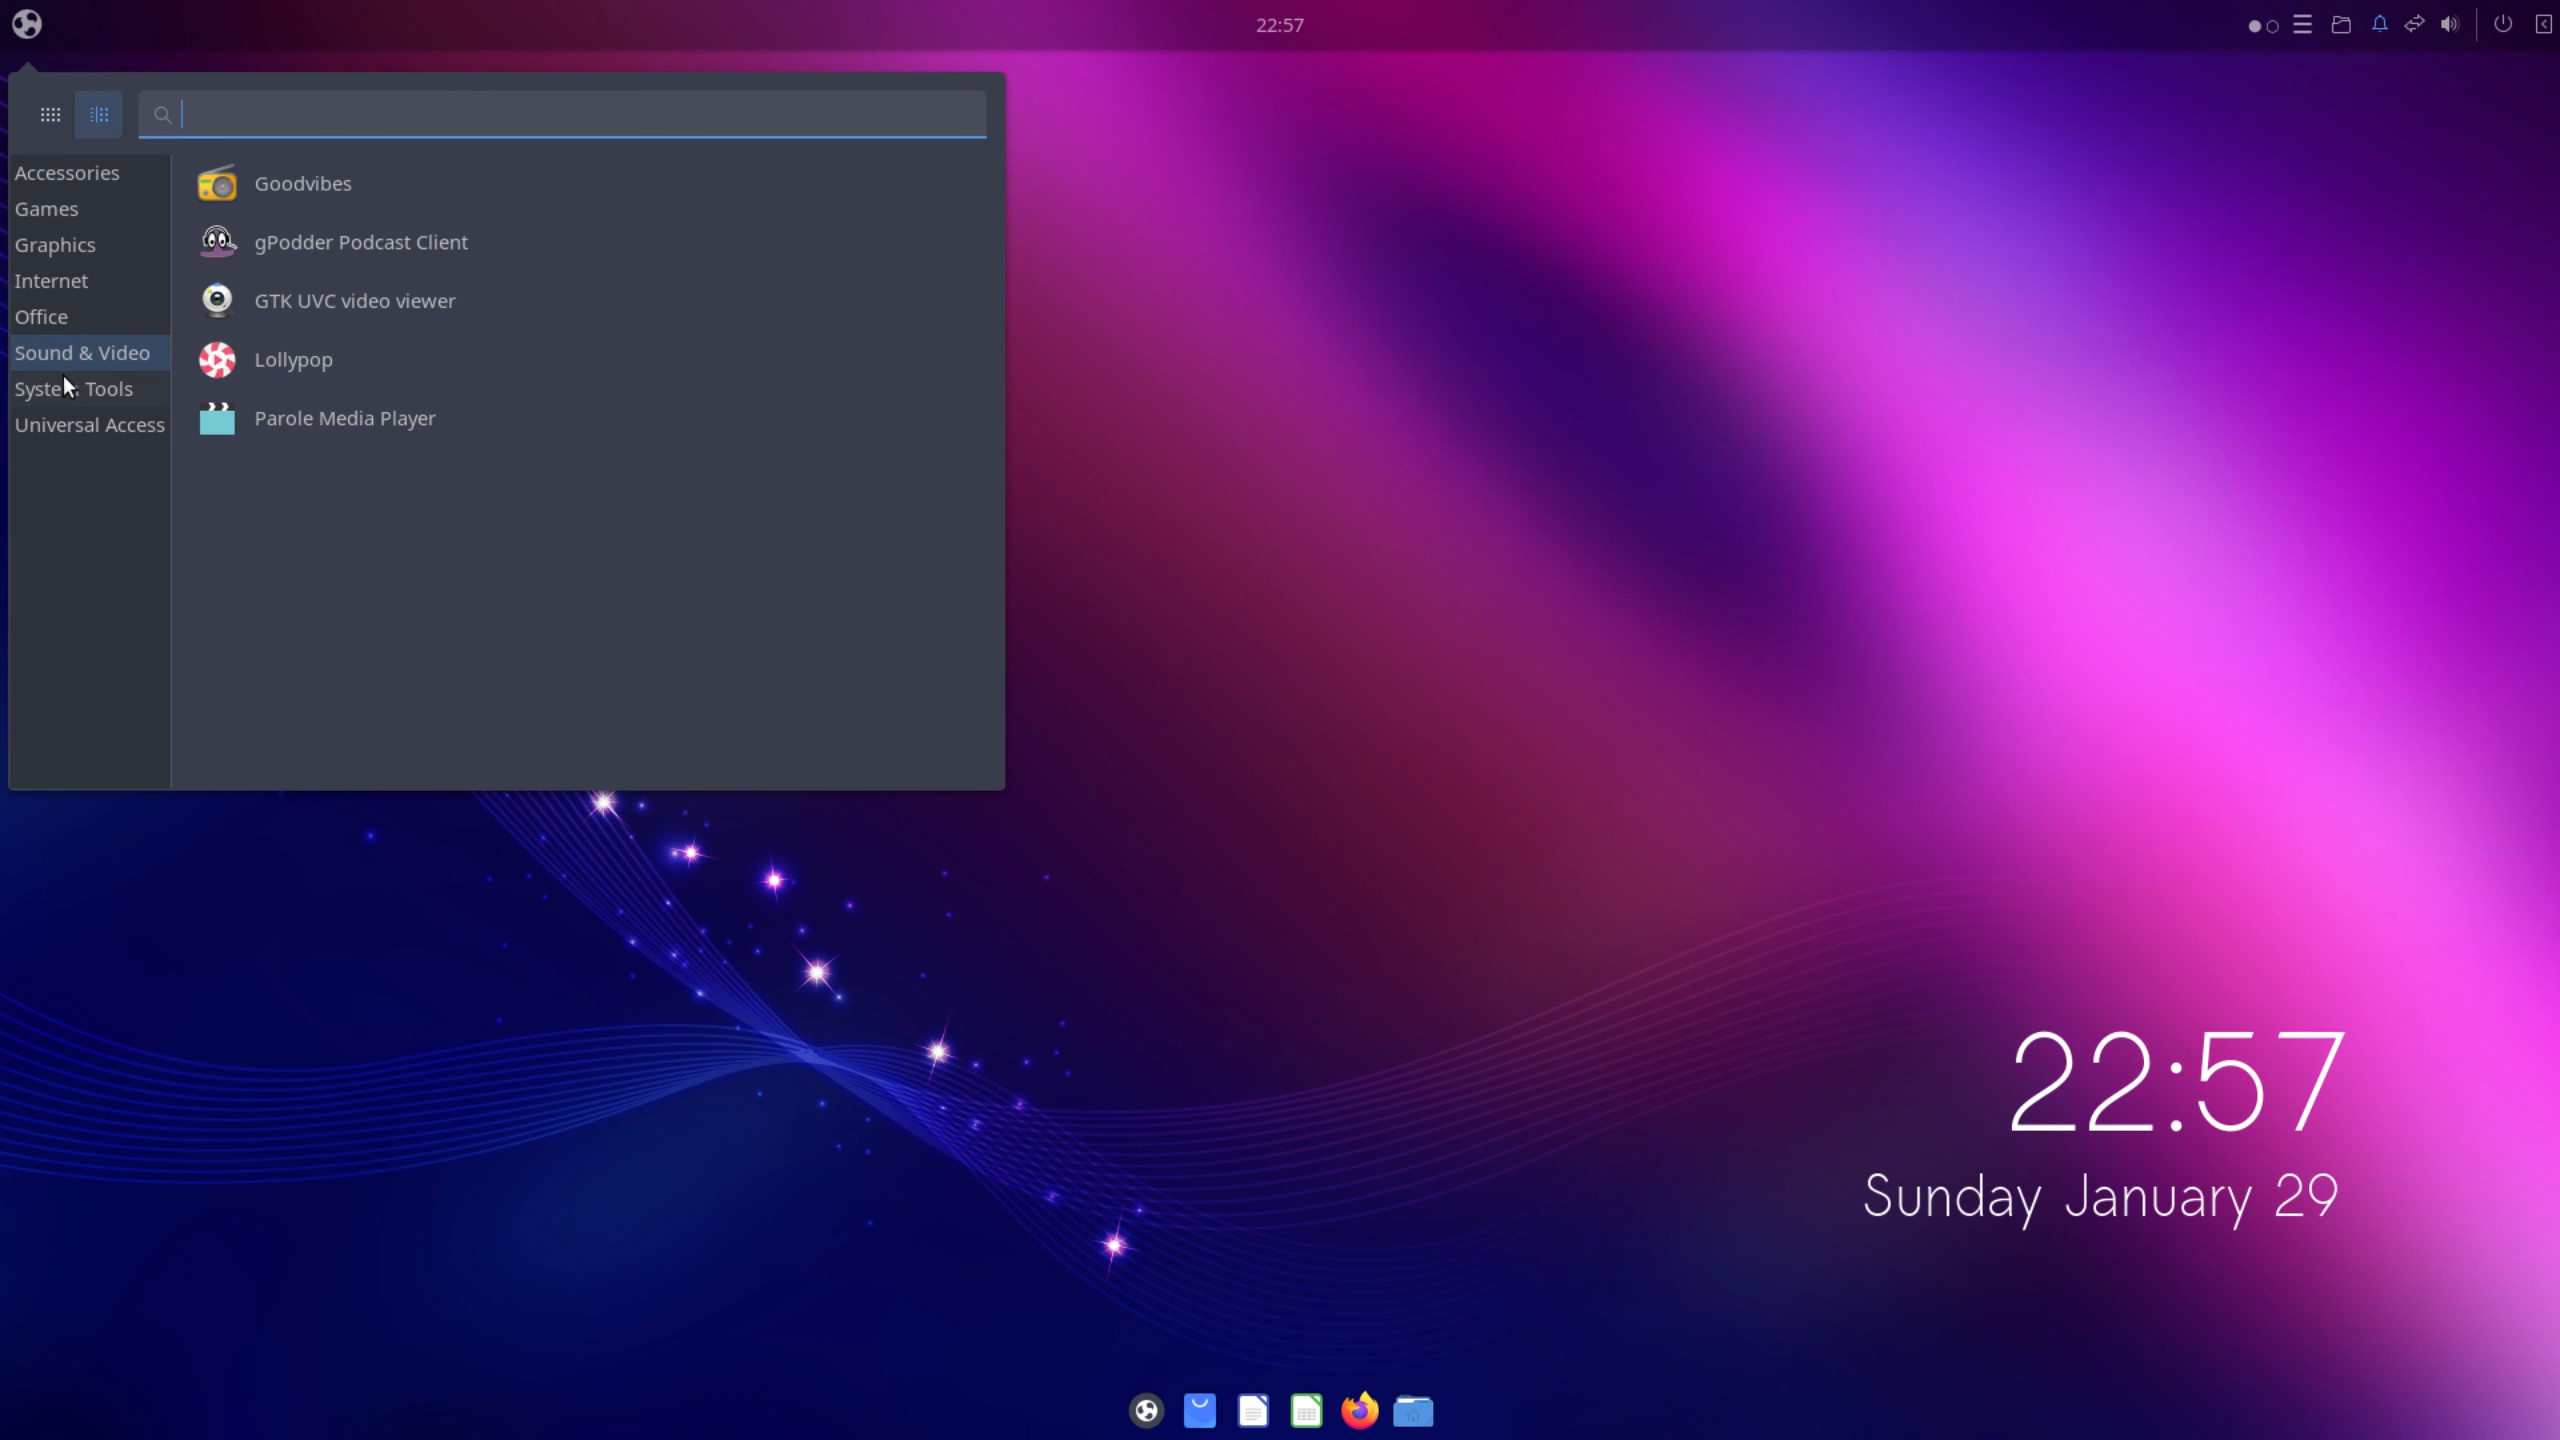 22:57
Accessories
Games
Graphics
Internet
Office
Sound & Video
System Tools
Universal Access
Goodvibes
gPodder Podcast Client
GTK UVC video viewer
Lollypop
Parole Media Player
22:57
Sunday January 29